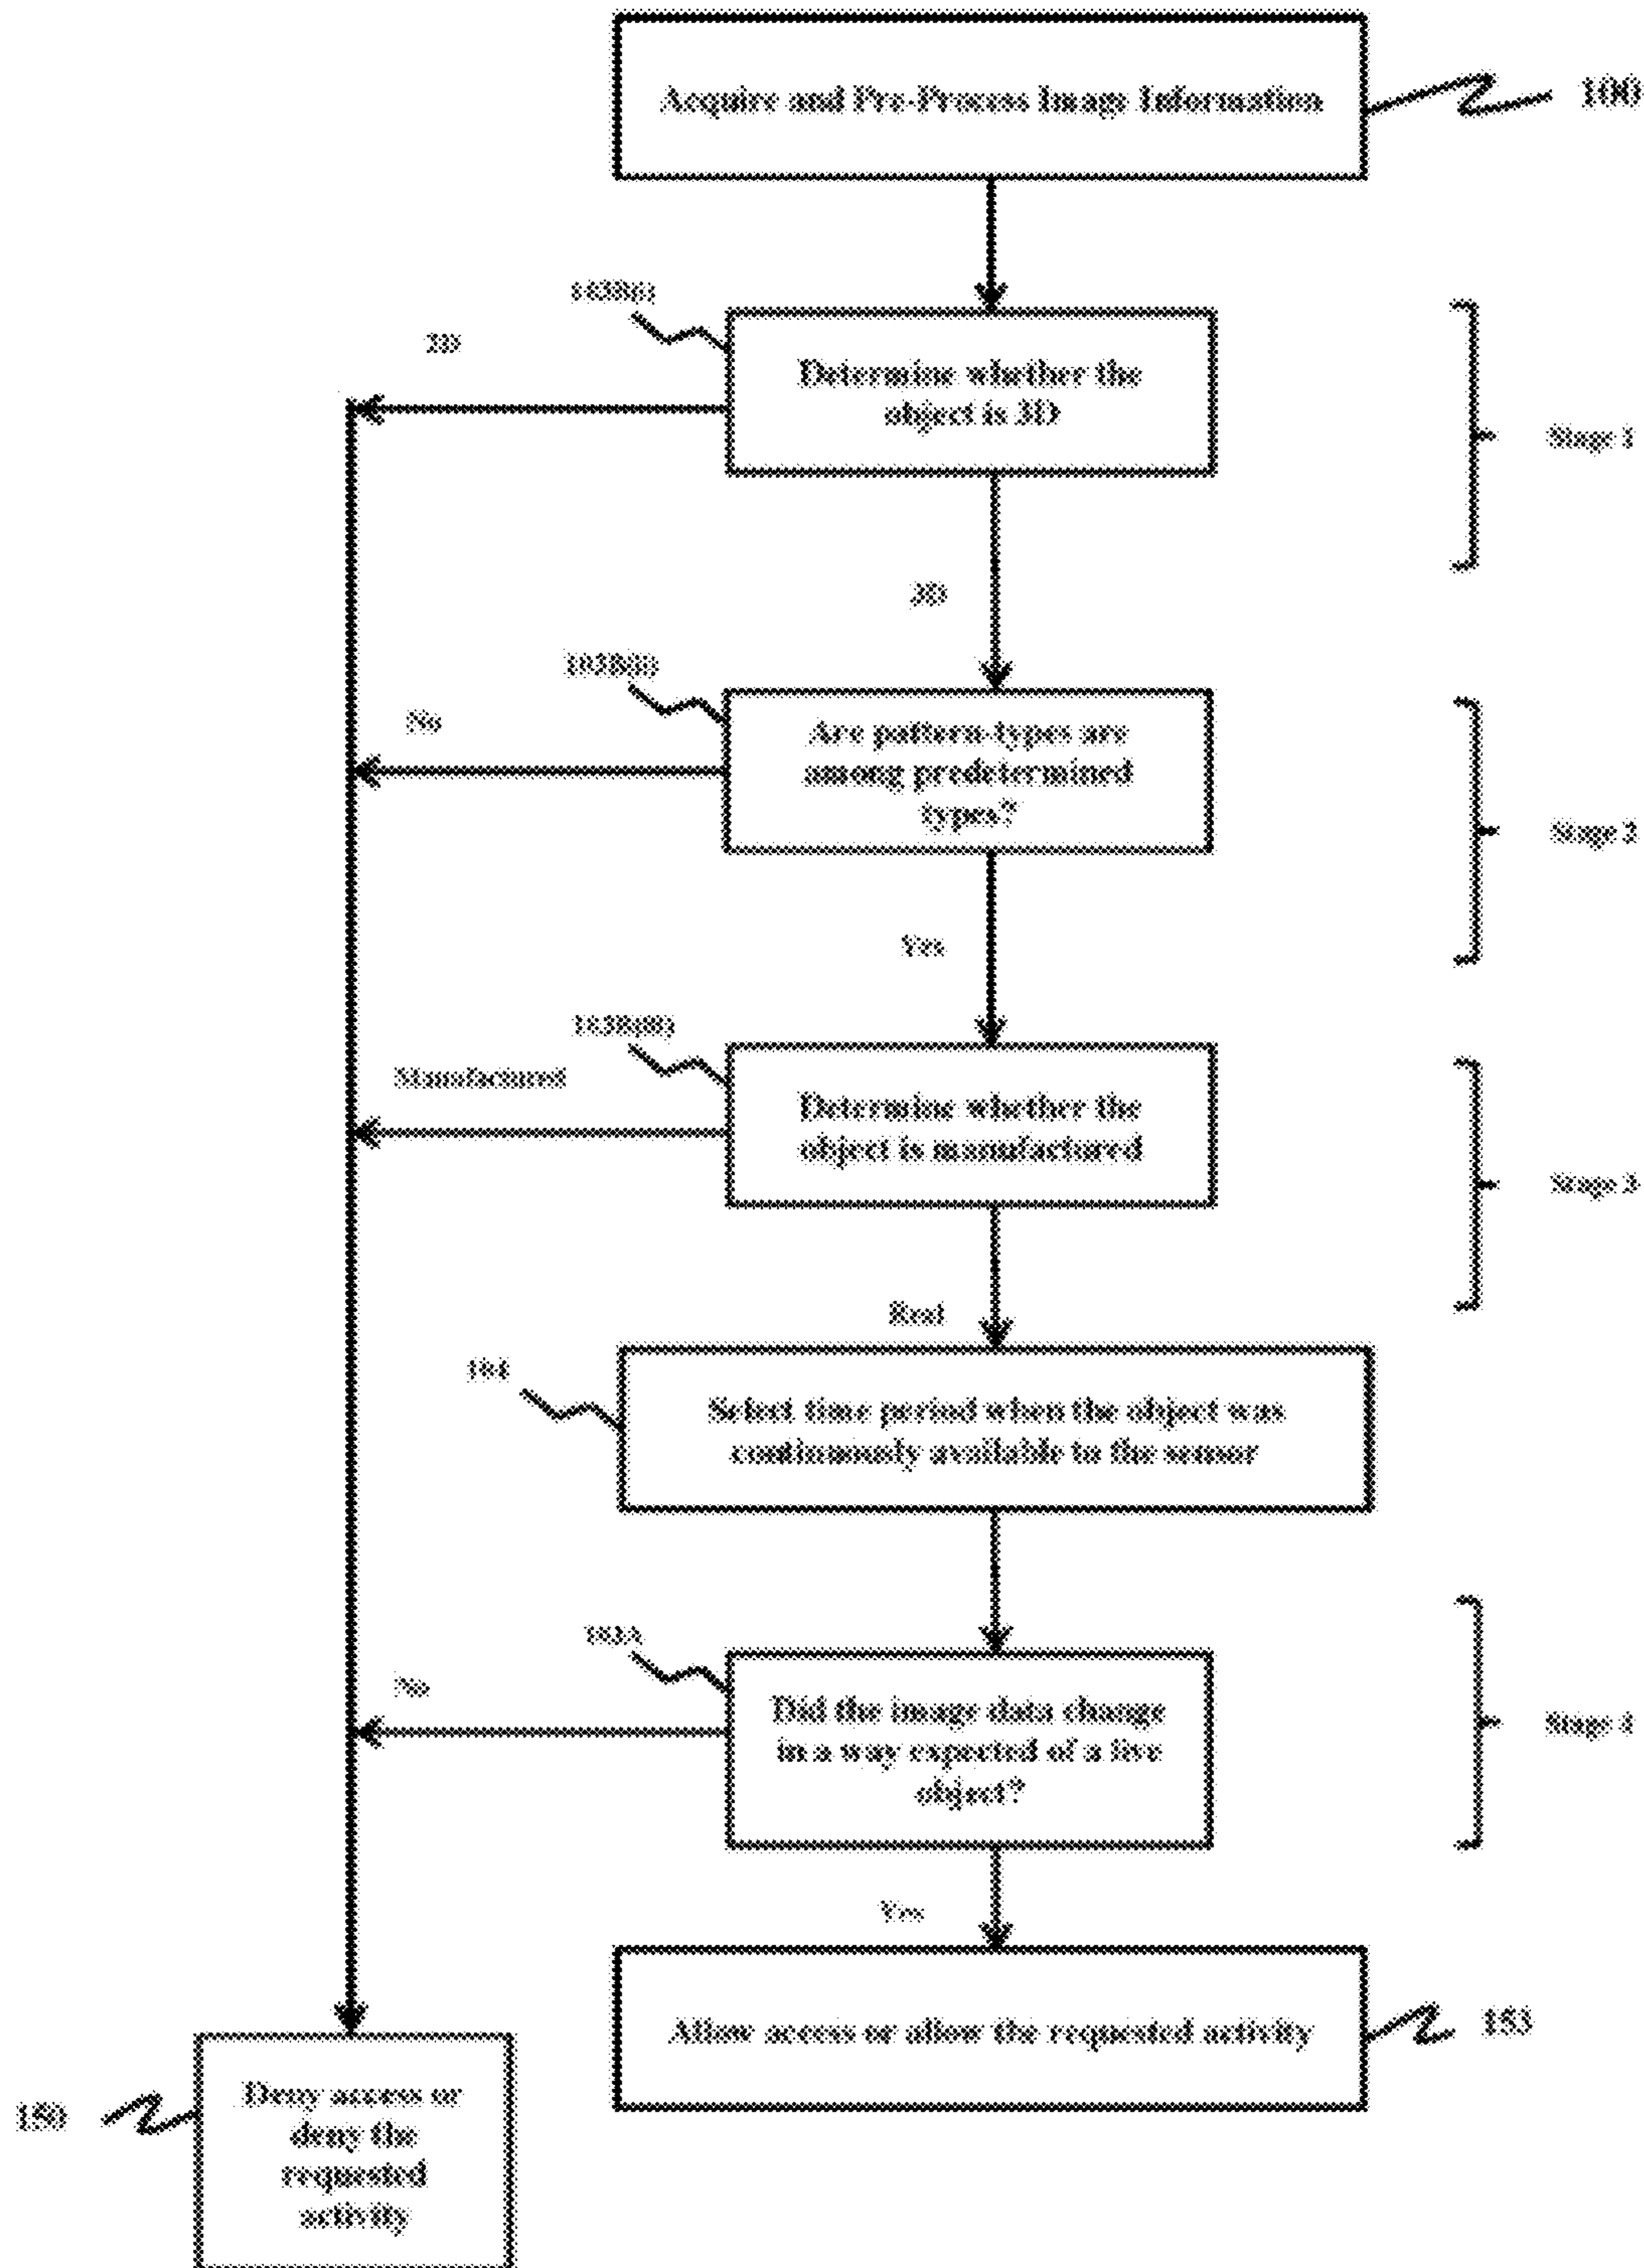 Acquire and Pre-Process Image Information
100
2D
Determine whether the
object is 3D
Stage 1
3D
No
Are pattern-types are
among predetermined
types?
Stage 2
Yes
Manufactured
Determine whether the
object is manufactured
Stage 3
Real
104
Select time period when the object was
continuously available to the sensor
103A
No
Did the image data change
in a way expected of a live
object?
Stage 4
Yes
Allow access or allow the requested activity
153
150
Deny access or
deny the
requested
activity